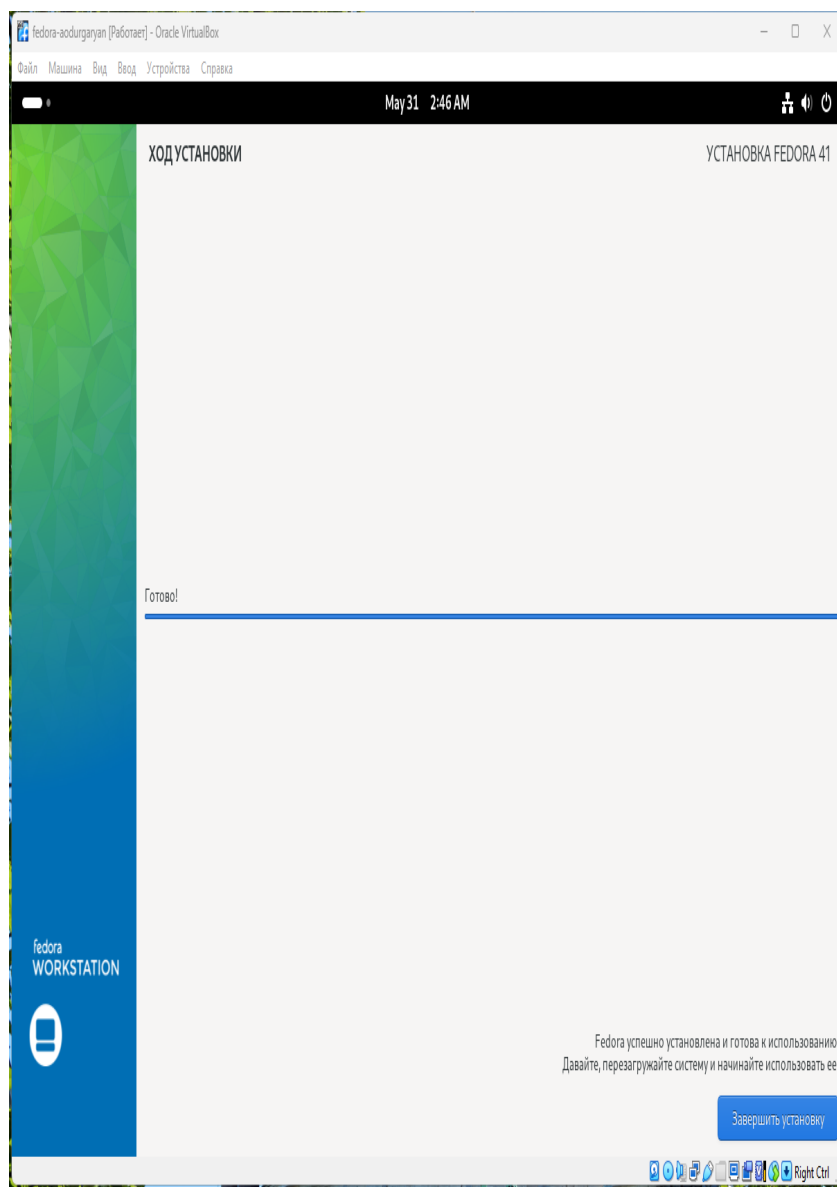 fedora-aodurgaryan [Работает] - Oracle VirtualBox
Файл Машина Вид Ввод Устройства Справка
May 31 2:46 AM
ХОД УСТАНОВКИ
УСТАНОВКА FEDORA 41
Готово!
fedora
WORKSTATION
Fedora успешно установлена и готова к использованию
Давайте, перезагружайте систему и начинайте использовать ее
Завершить установку
Right Ctrl